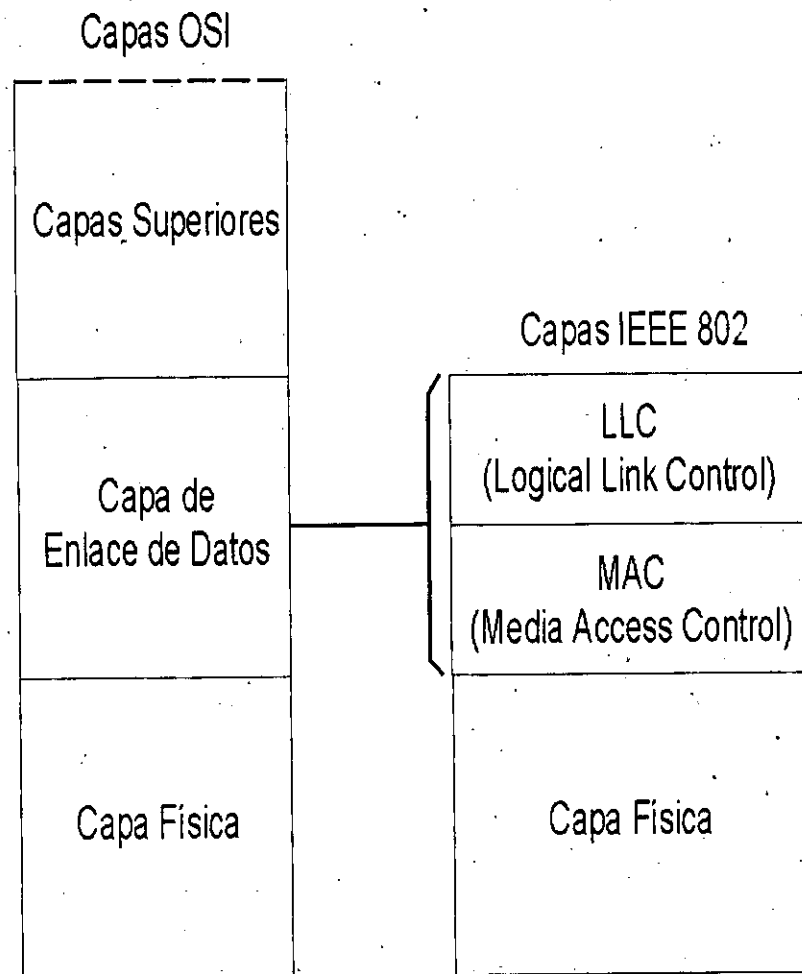 Capas OSI
Capas Superiores
Capa de
Enlace de Datos
Capa Física
Capas IEEE 802
LLC
(Logical Link Control)
MAC
(Media Access Control)
Capa Física